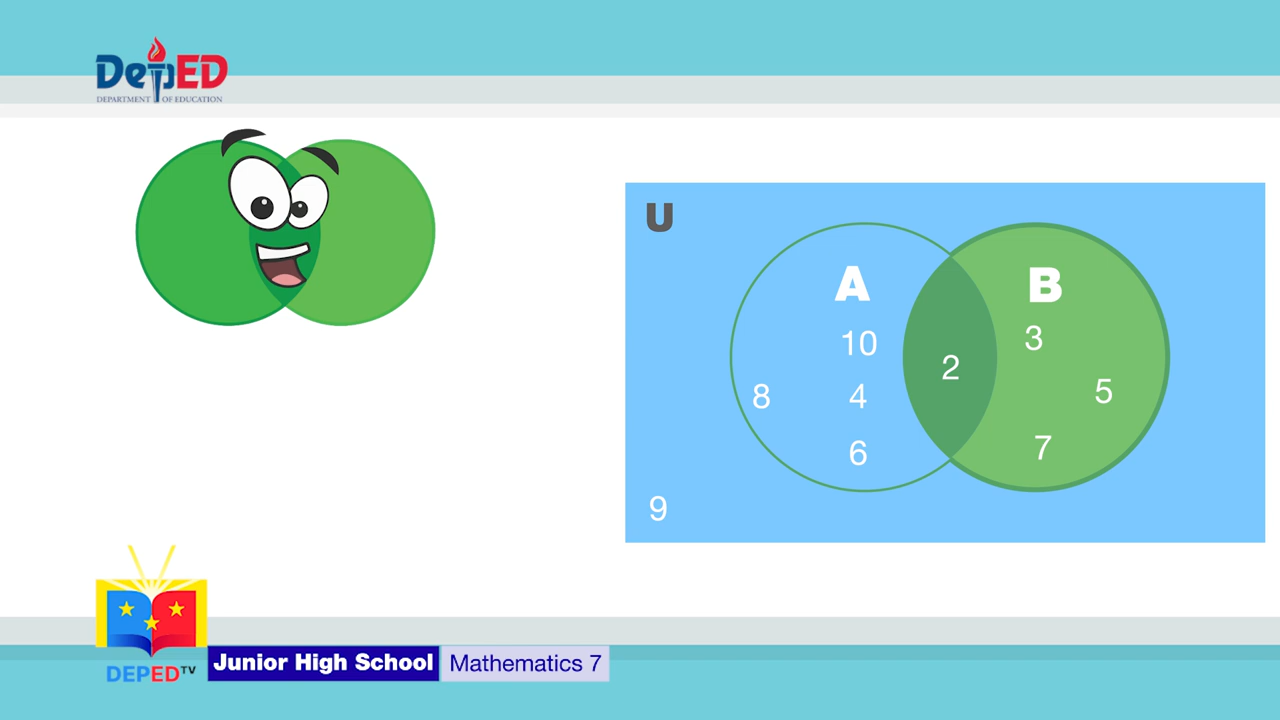 DepED
DEPARTMENT OF EDUCATION
U
A B
10 3
8 4 2 5
6 7
9
DEPED TV
Junior High School Mathematics 7